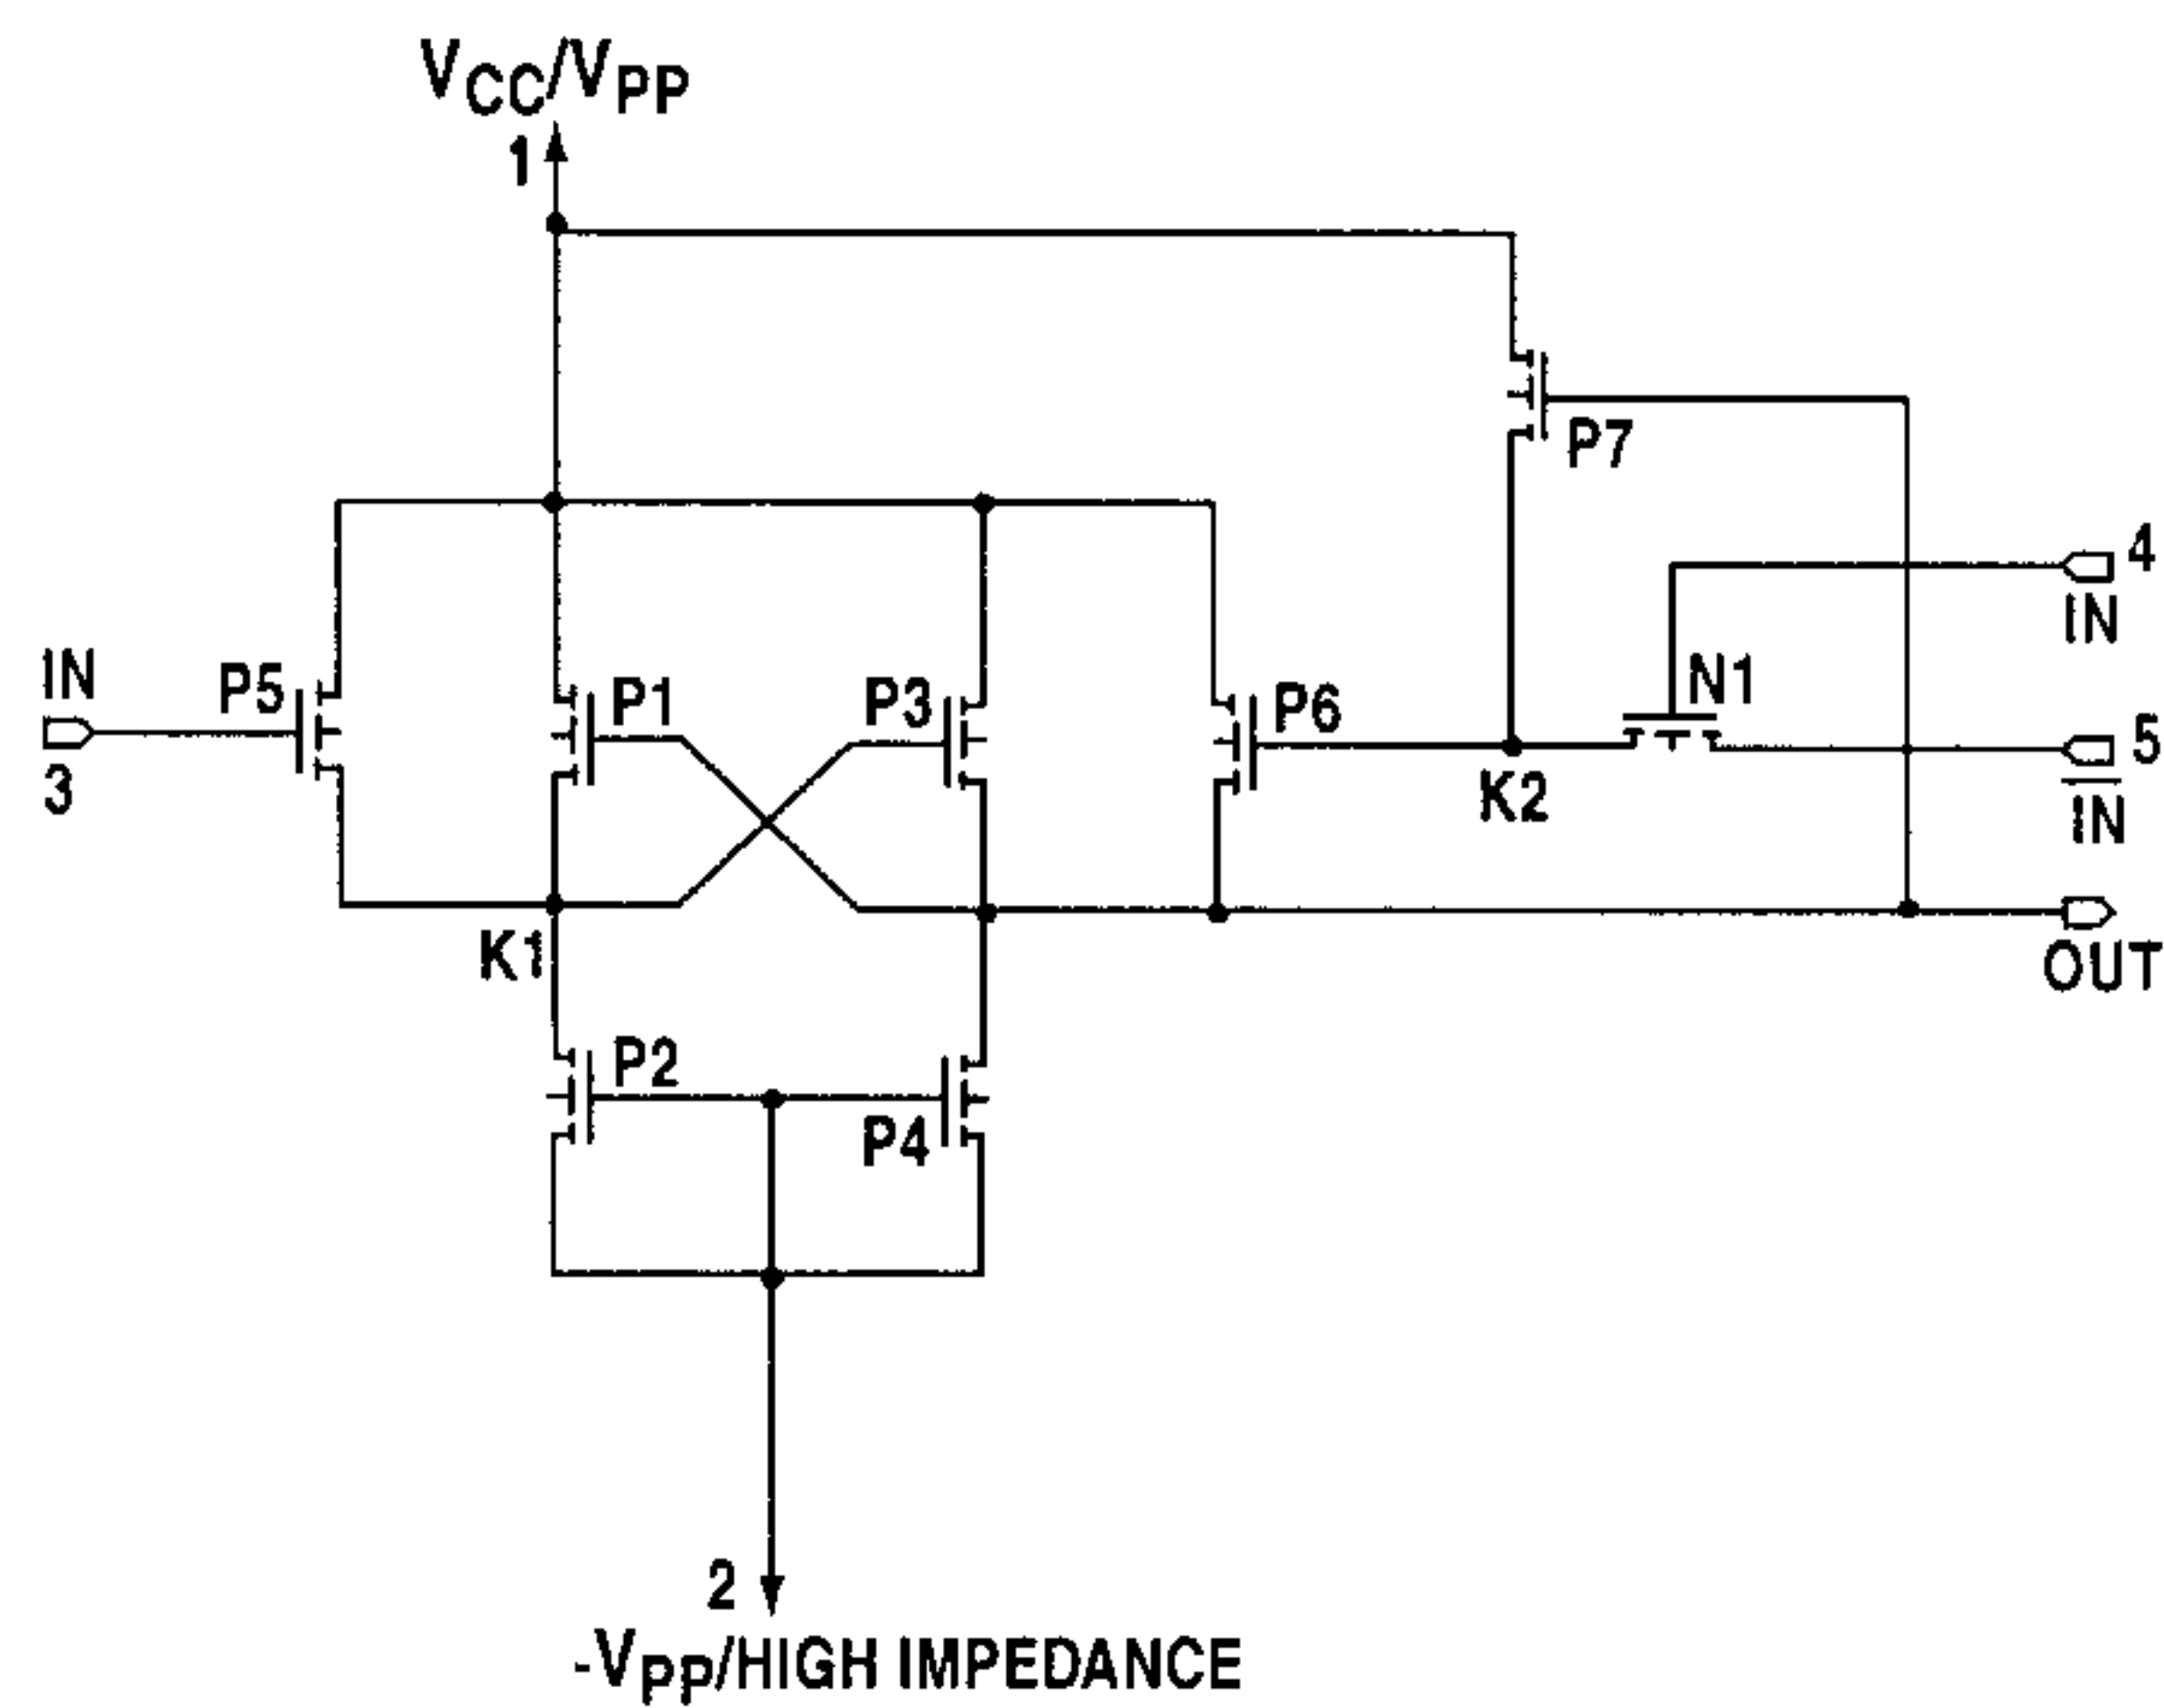 VCC/VPP
1
P7
4
IN
IN
P5
P1
P3
P6
N1
3
K2
5
IN
K1
OUT
P2
P4
2
-VPP/HIGH IMPEDANCE